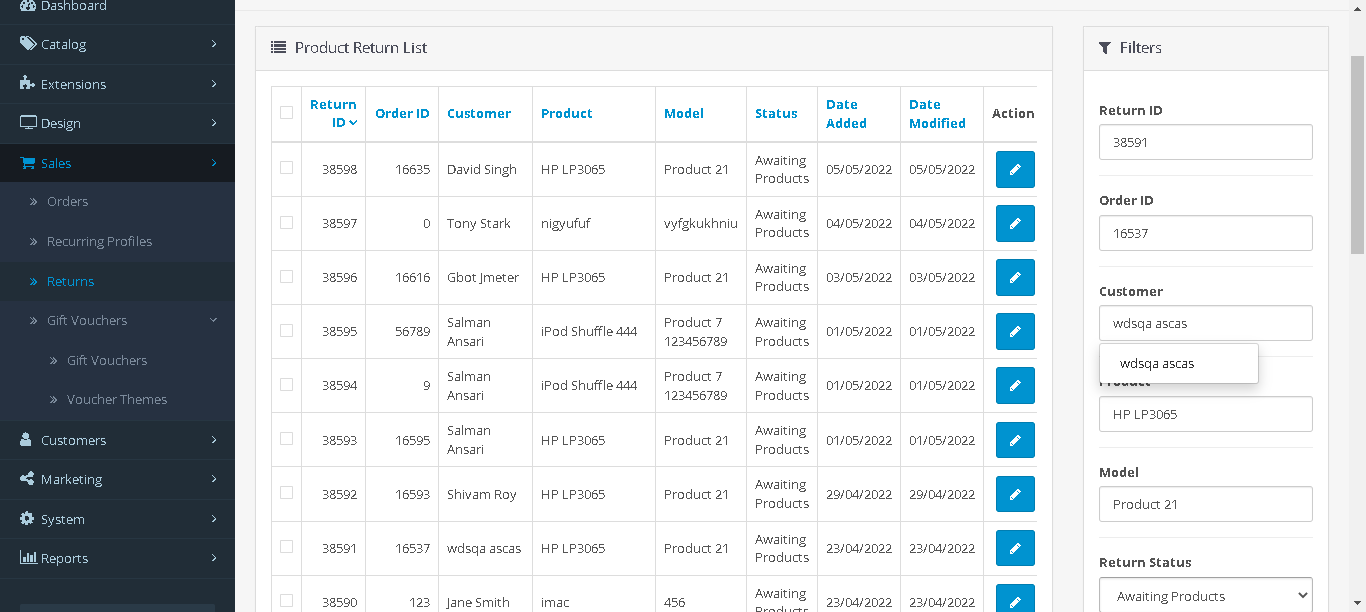 Dashboard
Catalog
Extensions
Design
Sales
Orders
Recurring Profiles
Returns
Gift Vouchers
Gift Vouchers
Voucher Themes
Customers
Marketing
System
Reports
Product Return List
Return ID Order ID Customer Product Model Status Date Added Date Modified Action
38598 16635 David Singh HP LP3065 Product 21 Awaiting Products 05/05/2022 05/05/2022
38597 0 Tony Stark nigyufuf vyfgkukhniu Awaiting Products 04/05/2022 04/05/2022
38596 16616 Gbot Jmeter HP LP3065 Product 21 Awaiting Products 03/05/2022 03/05/2022
38595 56789 Salman Ansari iPod Shuffle 444 Product 7 123456789 Awaiting Products 01/05/2022 01/05/2022
38594 9 Salman Ansari iPod Shuffle 444 Product 7 123456789 Awaiting Products 01/05/2022 01/05/2022
38593 16595 Salman Ansari HP LP3065 Product 21 Awaiting Products 01/05/2022 01/05/2022
38592 16593 Shivam Roy HP LP3065 Product 21 Awaiting Products 29/04/2022 29/04/2022
38591 16537 wdsqa ascas HP LP3065 Product 21 Awaiting Products 23/04/2022 23/04/2022
38590 123 Jane Smith imac 456 Awaiting Products 23/04/2022 23/04/2022
Filters
Return ID
38591
Order ID
16537
Customer
wdsqa ascas
wdsqa ascas
Product
HP LP3065
Model
Product 21
Return Status
Awaiting Products